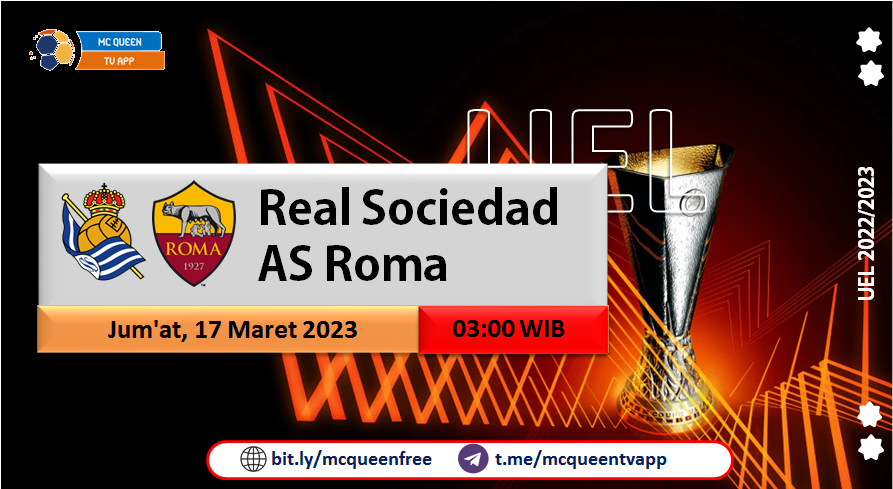 MC QUEEN
TV APP
UEL
Real Sociedad
AS Roma
ROMA
1927
Jum'at, 17 Maret 2023
03:00 WIB
UEL 2022/2023
bit.ly/mcqueenfree
t.me/mcqueentvapp